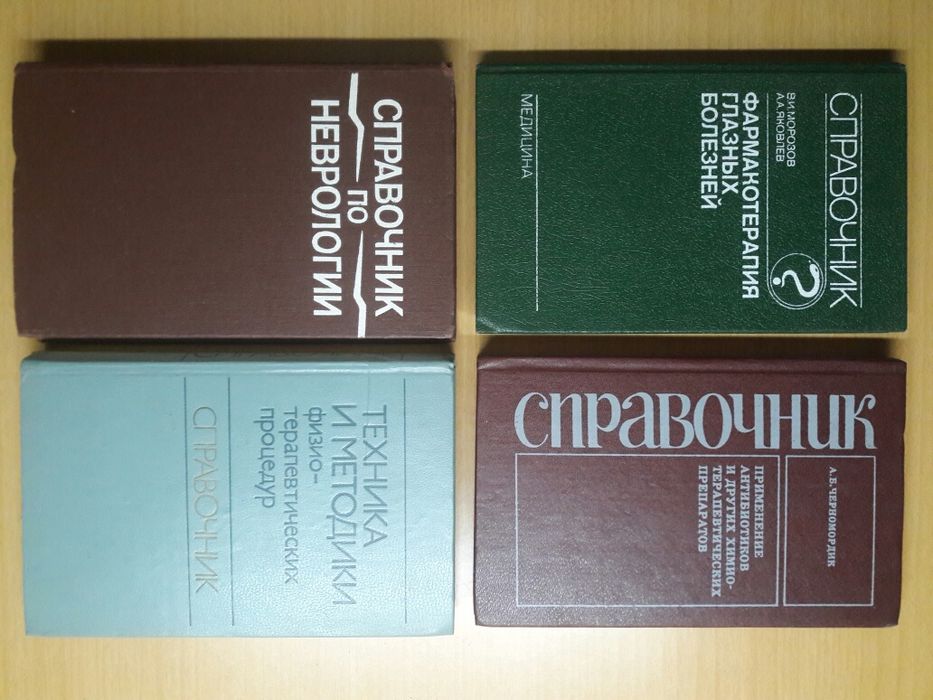 СПРАВОЧНИК
ПО
НЕВРОЛОГИИ
СПРАВОЧНИК
В.И.МОРОЗОВ
А.А.ЯКОВЛЕВ
ФАРМАКОТЕРАПИЯ
ГЛАЗНЫХ
БОЛЕЗНЕЙ
МЕДИЦИНА
?
ТЕХНИКА
И МЕТОДИКИ
физио-
терапевтических
процедур
СПРАВОЧНИК
СПРАВОЧНИК
А.Б.ЧЕРНОМОРДИК
ПРИМЕНЕНИЕ
АНТИБИОТИКОВ
И ДРУГИХ ХИМИО-
ТЕРАПЕВТИЧЕСКИХ
ПРЕПАРАТОВ